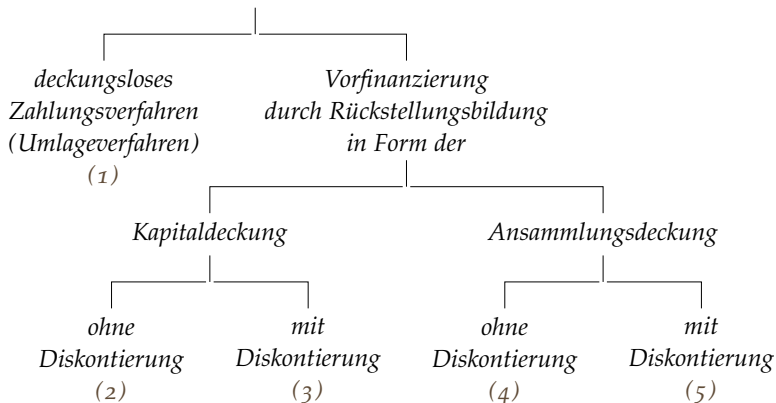 deckungsloses
Zahlungsverfahren
(Umlageverfahren)
(1)
Vorfinanzierung
durch Rückstellungsbildung
in Form der
Kapitaldeckung
Ansammlungsdeckung
ohne
Diskontierung
(2)
mit
Diskontierung
(3)
ohne
Diskontierung
(4)
mit
Diskontierung
(5)